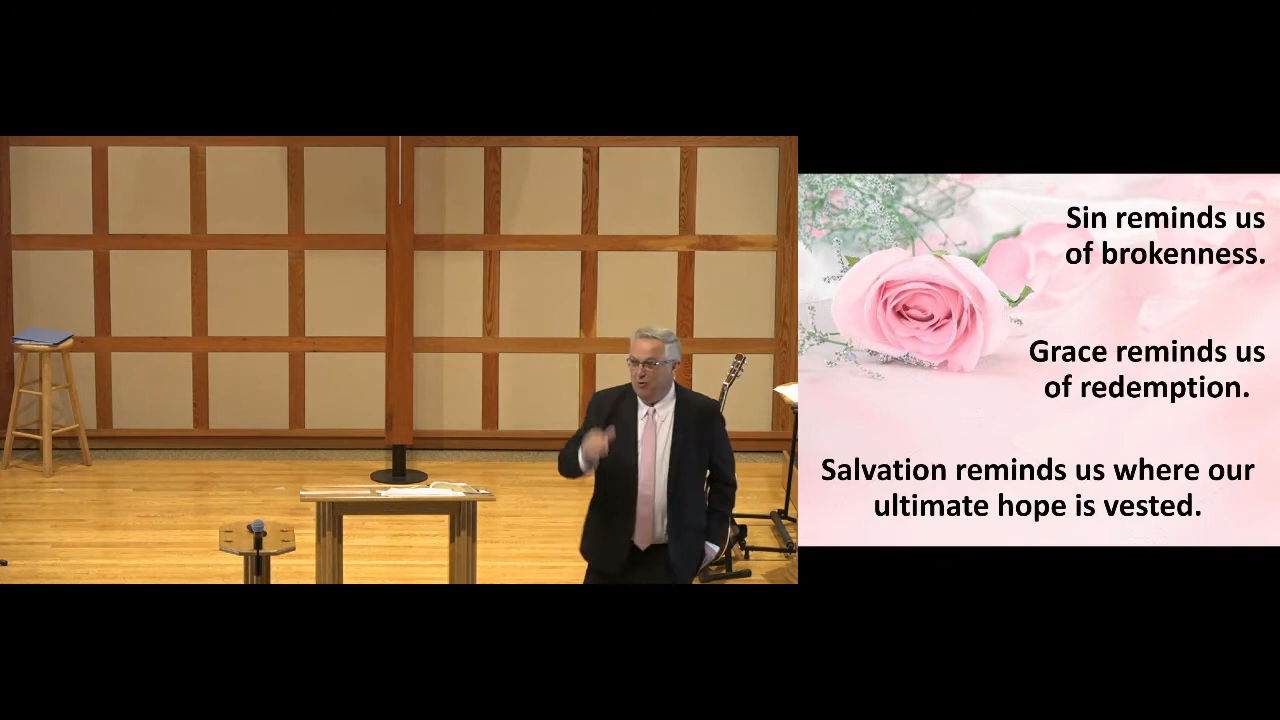 Sin reminds us
of brokenness.
Grace reminds us
of redemption.
Salvation reminds us where our
ultimate hope is vested.